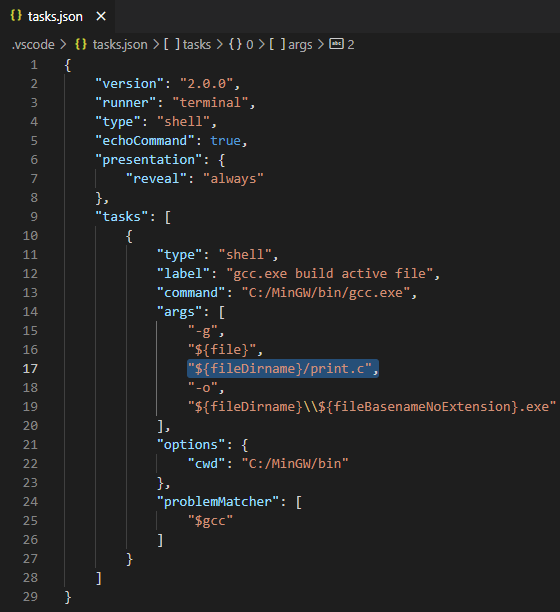 {} tasks.json ×
.vscode > {} tasks.json > [ ] tasks > {} 0 > [ ] args > abc 2
1 {
2 "version": "2.0.0",
3 "runner": "terminal",
4 "type": "shell",
5 "echoCommand": true,
6 "presentation": {
7 "reveal": "always"
8 },
9 "tasks": [
10 {
11 "type": "shell",
12 "label": "gcc.exe build active file",
13 "command": "C:/MinGW/bin/gcc.exe",
14 "args": [
15 "-g",
16 "${file}",
17 "${fileDirname}/print.c",
18 "-o",
19 "${fileDirname}\\${fileBasenameNoExtension}.exe"
20 ],
21 "options": {
22 "cwd": "C:/MinGW/bin"
23 },
24 "problemMatcher": [
25 "$gcc"
26 ]
27 }
28 ]
29 }